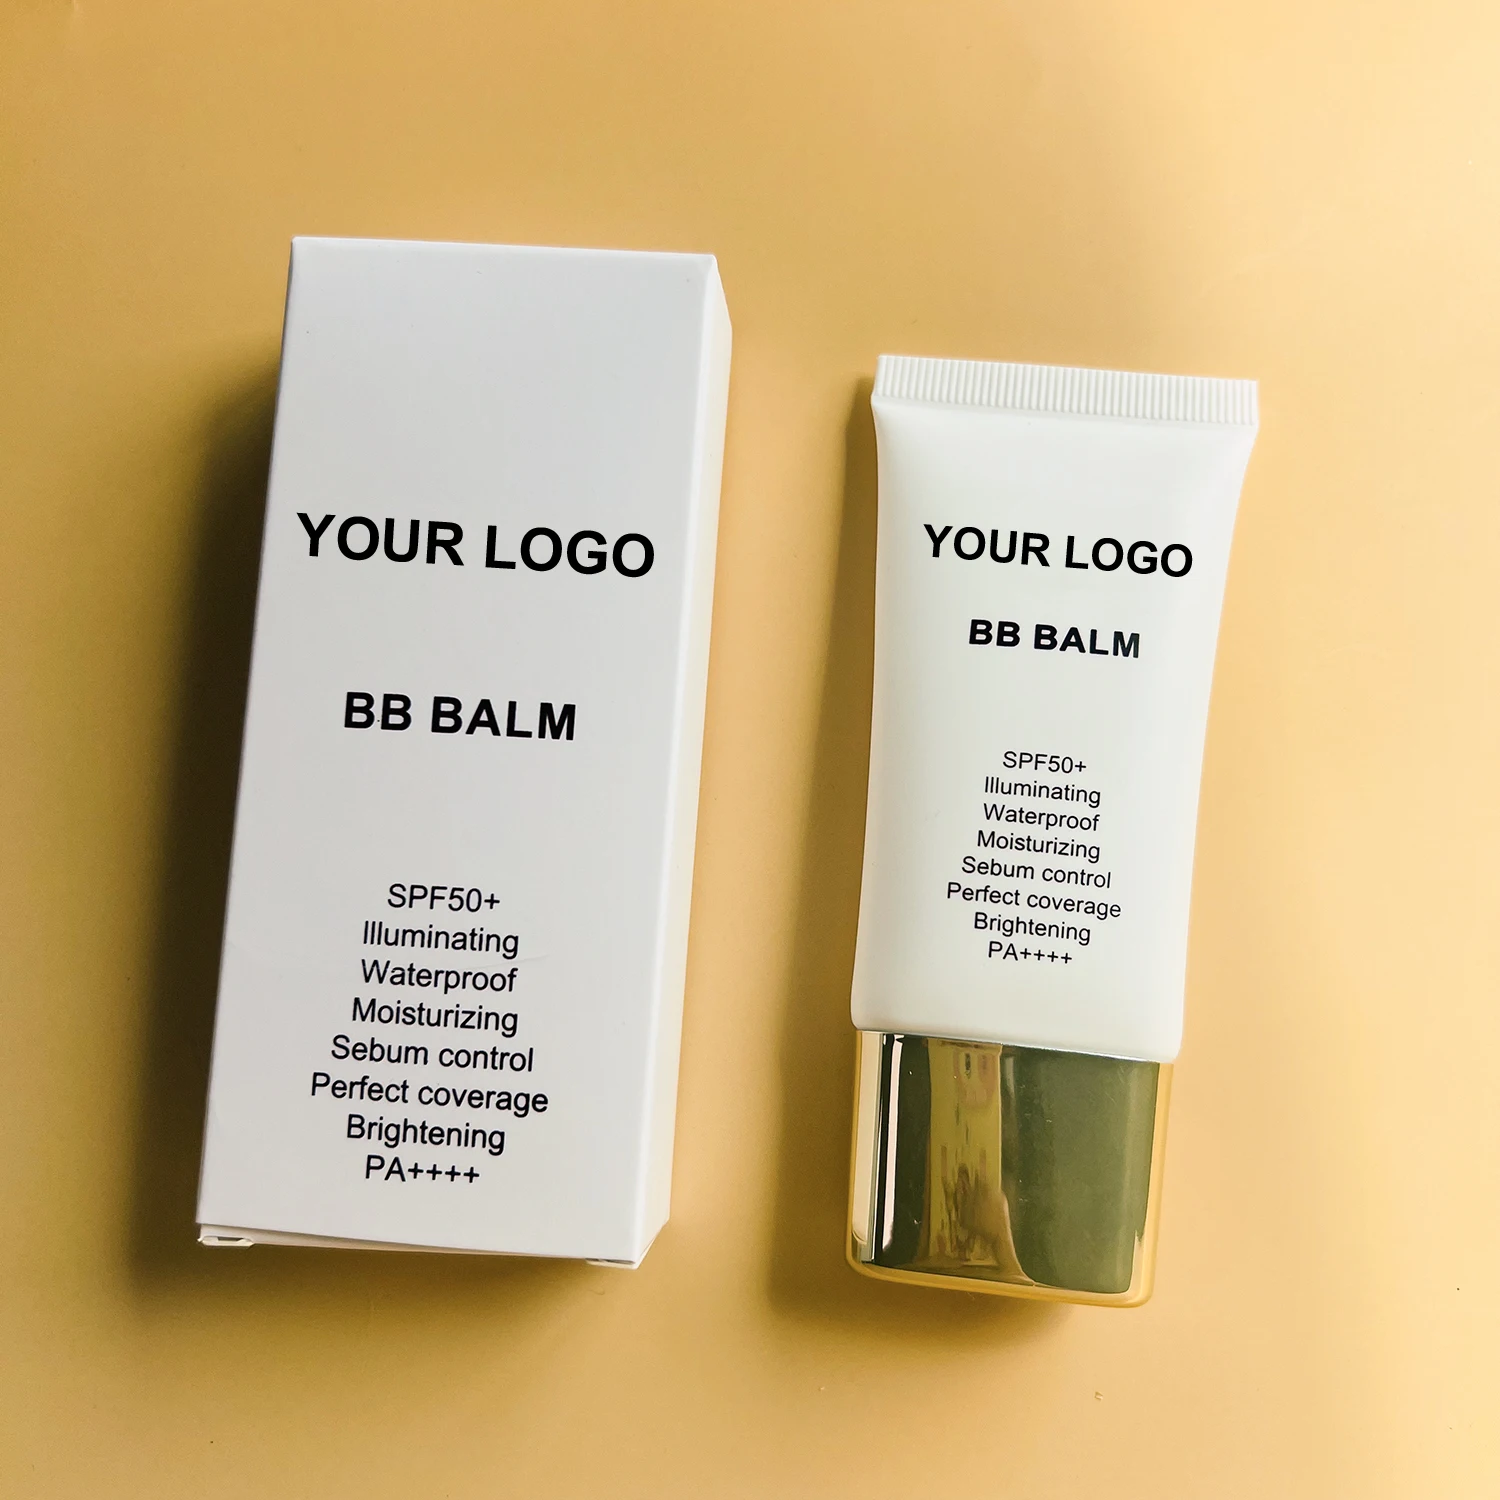 YOUR LOGO
BB BALM
SPF50+
Illuminating
Waterproof
Moisturizing
Sebum control
Perfect coverage
Brightening
PA++++
YOUR LOGO
BB BALM
SPF50+
Illuminating
Waterproof
Moisturizing
Sebum control
Perfect coverage
Brightening
PA++++